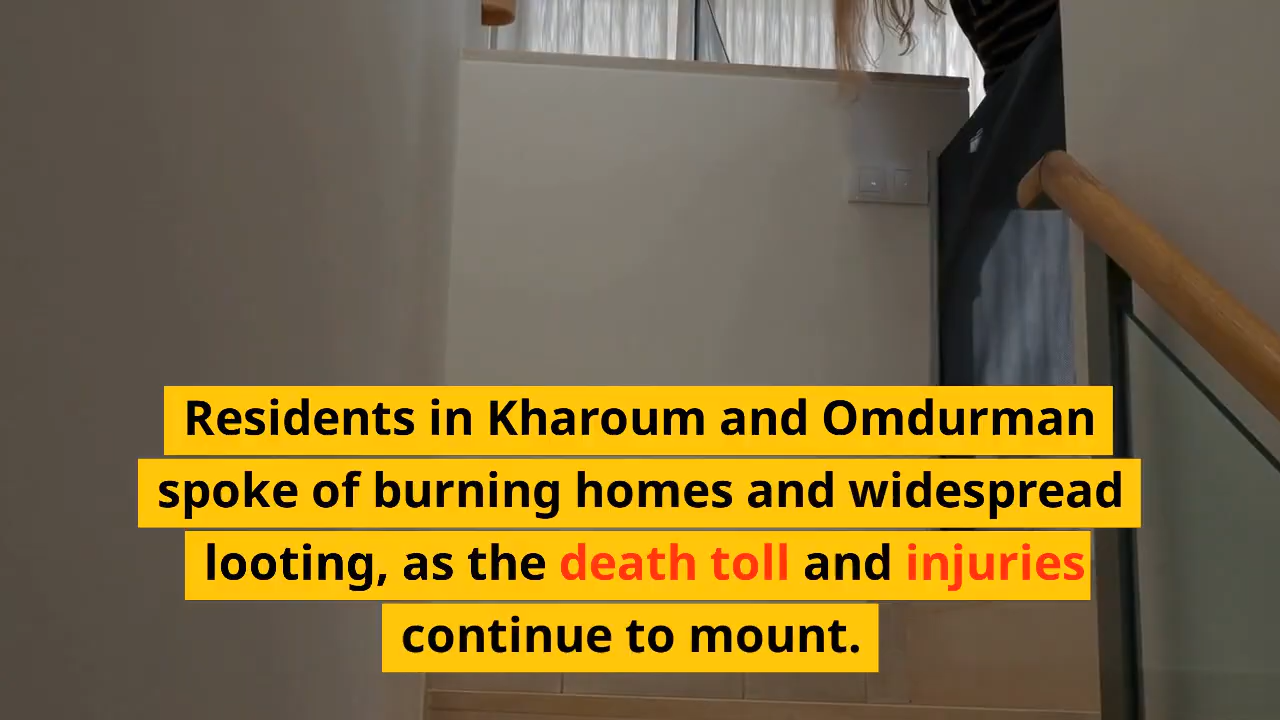 Residents in Kharoum and Omdurman
spoke of burning homes and widespread
looting, as the death toll and injuries
continue to mount.